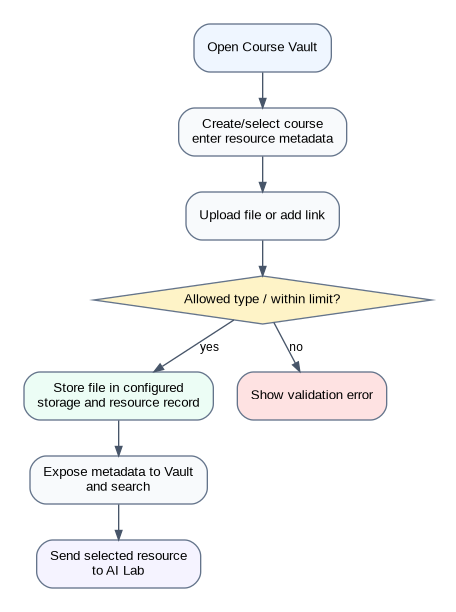 Open Course Vault
Create/select course
enter resource metadata
Upload file or add link
Allowed type / within limit?
yes
no
Store file in configured
storage and resource record
Show validation error
Expose metadata to Vault
and search
Send selected resource
to AI Lab